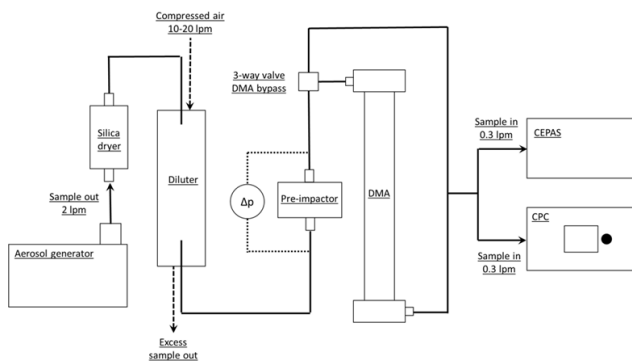 Compressed air
10-20 lpm
3-way valve
DMA bypass
Silica
dryer
Sample in
0.3 lpm
CEPAS
Sample out
2 lpm
Diluter
Δp
Pre-impactor
DMA
CPC
Aerosol generator
Sample in
0.3 lpm
Excess
sample out